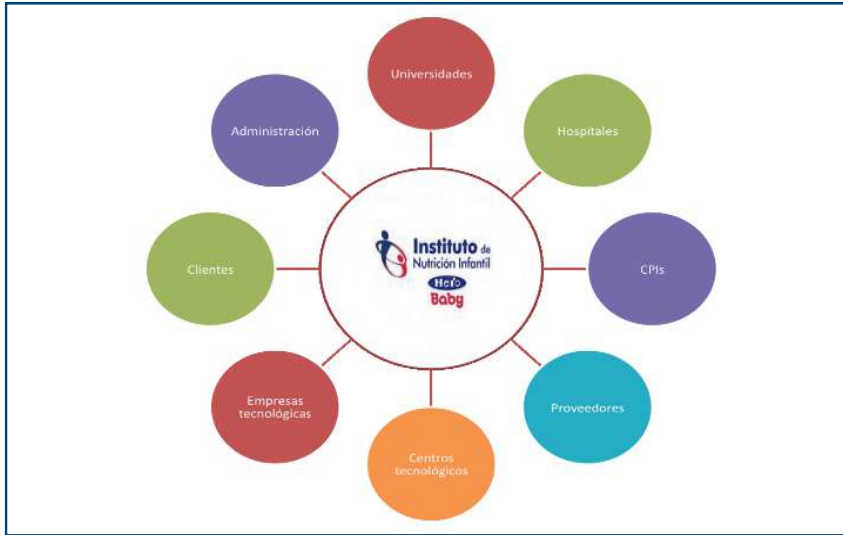 Universidades
Administración
Hospitales
Instituto de
Nutrición Infantil
Hero
Baby
Clientes
CPIs
Empresas
tecnológicas
Proveedores
Centros
tecnológicos